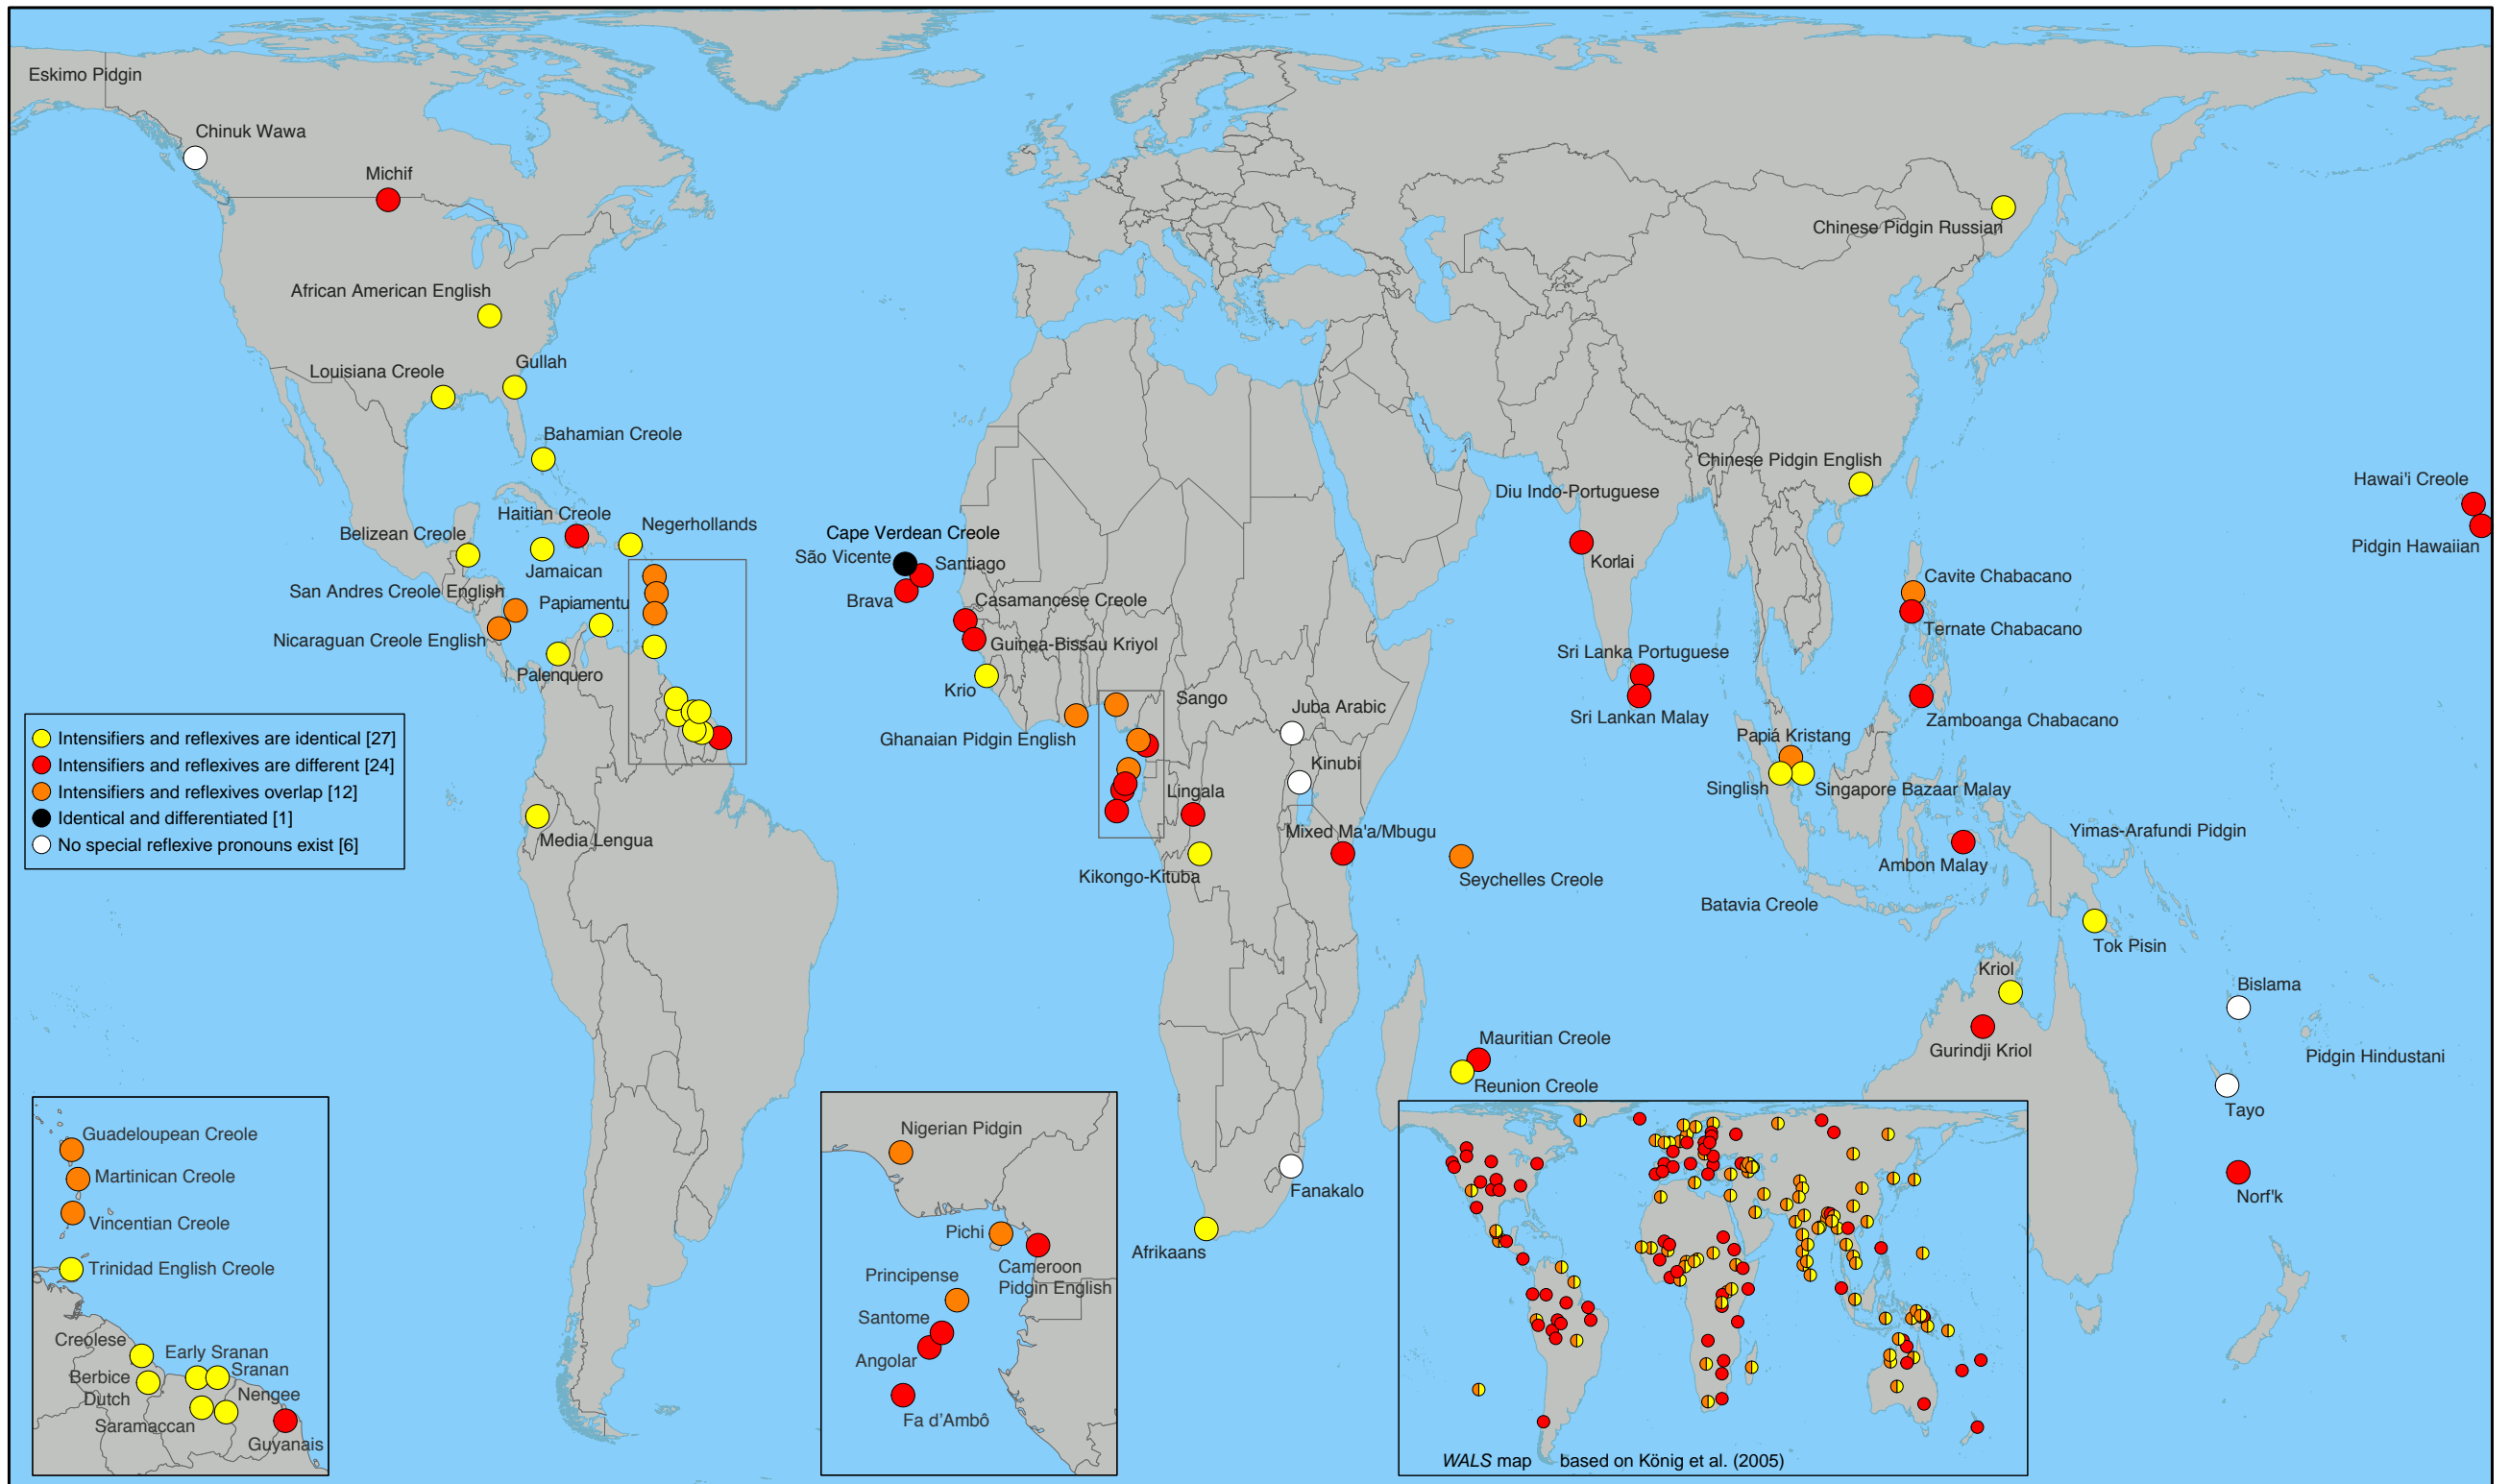 Eskimo Pidgin
Chinuk Wawa
Michif
Chinese Pidgin Russian
African American English
Gullah
Louisiana Creole
Bahamian Creole
Chinese Pidgin English
Hawai'i Creole
Diu Indo-Portuguese
Haitian Creole
Negerhollands
Belizean Creole
Cape Verdean Creole
São Vicente
Santiago
Korlai
Pidgin Hawaiian
Jamaican
Cavite Chabacano
San Andres Creole English
Papiamentu
Brava
Casamancese Creole
Ternate Chabacano
Nicaraguan Creole English
Guinea-Bissau Kriyol
Sri Lanka Portuguese
Palenquero
Krio
Sango
Juba Arabic
Sri Lankan Malay
Zamboanga Chabacano
Ghanaian Pidgin English
Papiá Kristang
Kinubi
Lingala
Singlish
Singapore Bazaar Malay
Intensifiers and reflexives are identical [27]
Intensifiers and reflexives are different [24]
Intensifiers and reflexives overlap [12]
Identical and differentiated [1]
No special reflexive pronouns exist [6]
Media Lengua
Mixed Ma'a/Mbugu
Yimas-Arafundi Pidgin
Ambon Malay
Kikongo-Kituba
Seychelles Creole
Batavia Creole
Tok Pisin
Kriol
Bislama
Mauritian Creole
Gurindji Kriol
Pidgin Hindustani
Reunion Creole
Tayo
Fanakalo
Norf'k
Afrikaans
Guadeloupean Creole
Martinican Creole
Vincentian Creole
Trinidad English Creole
Creolese
Early Sranan
Sranan
Berbice
Dutch
Nengee
Saramaccan
Guyanais
Nigerian Pidgin
Pichi
Cameroon
Pidgin English
Principense
Santome
Angolar
Fa d'Ambô
WALS map based on König et al. (2005)